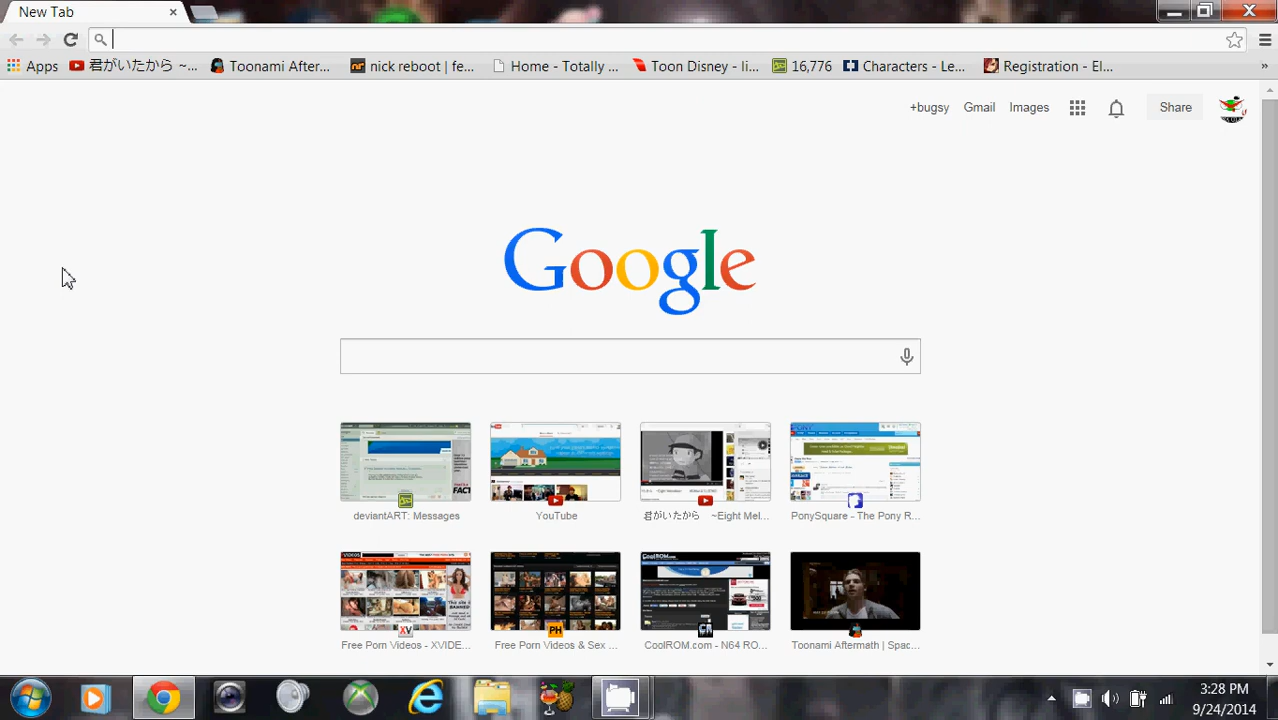 New Tab
Apps 君がいたから ~... Toonami After... nick reboot | fe... Home - Totally ... Toon Disney - li... 16,776 Characters - Le... Registration - El... »
+bugsy Gmail Images Share
Google
deviantART: Messages YouTube 君がいたから ~Eight Mel... PonySquare - The Pony R...
Free Porn Videos - XVIDE... Free Porn Videos & Sex ... CoolROM.com - N64 RO... Toonami Aftermath | Spac...
3:28 PM
9/24/2014